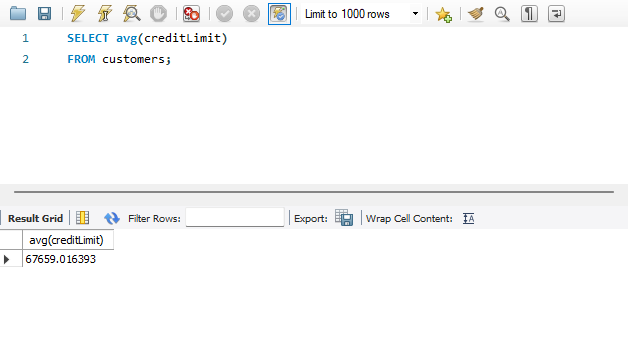 Limit to 1000 rows
1 SELECT avg(creditLimit)
2 FROM customers;
Result Grid Filter Rows: Export: Wrap Cell Content:
avg(creditLimit)
67659.016393